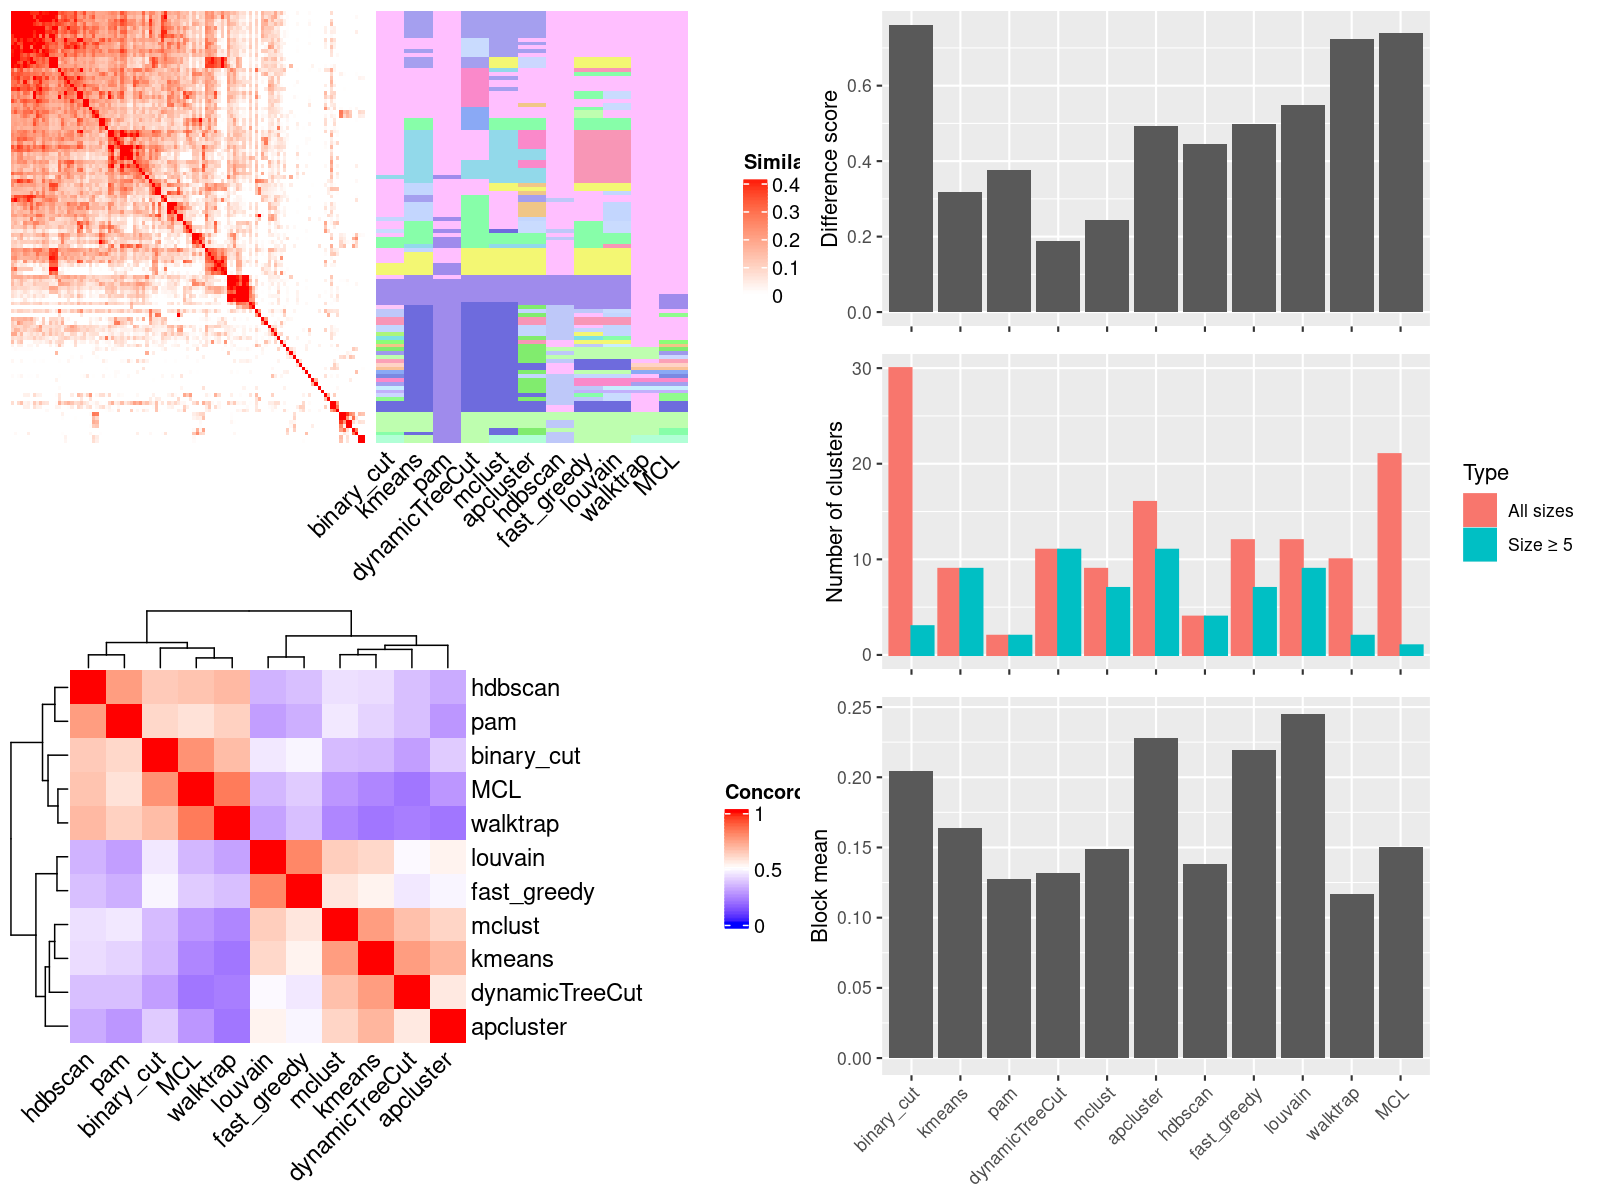 Simila
0.4
0.3
0.2
0.1
0
binary_cut
kmeans
pam
dynamicTreeCut
mclust
apcluster
hdbscan
fast_greedy
louvain
walktrap
MCL
Difference score
0.6
0.4
0.2
0.0
Number of clusters
30
20
10
0
Type
All sizes
Size ≥ 5
hdbscan
pam
binary_cut
MCL
walktrap
louvain
fast_greedy
mclust
kmeans
dynamicTreeCut
apcluster
Concord
1
0.5
0
hdbscan
pam
binary_cut
MCL
walktrap
louvain
fast_greedy
mclust
kmeans
dynamicTreeCut
apcluster
Block mean
0.25
0.20
0.15
0.10
0.05
0.00
binary_cut
kmeans
pam
dynamicTreeCut
mclust
apcluster
hdbscan
fast_greedy
louvain
walktrap
MCL